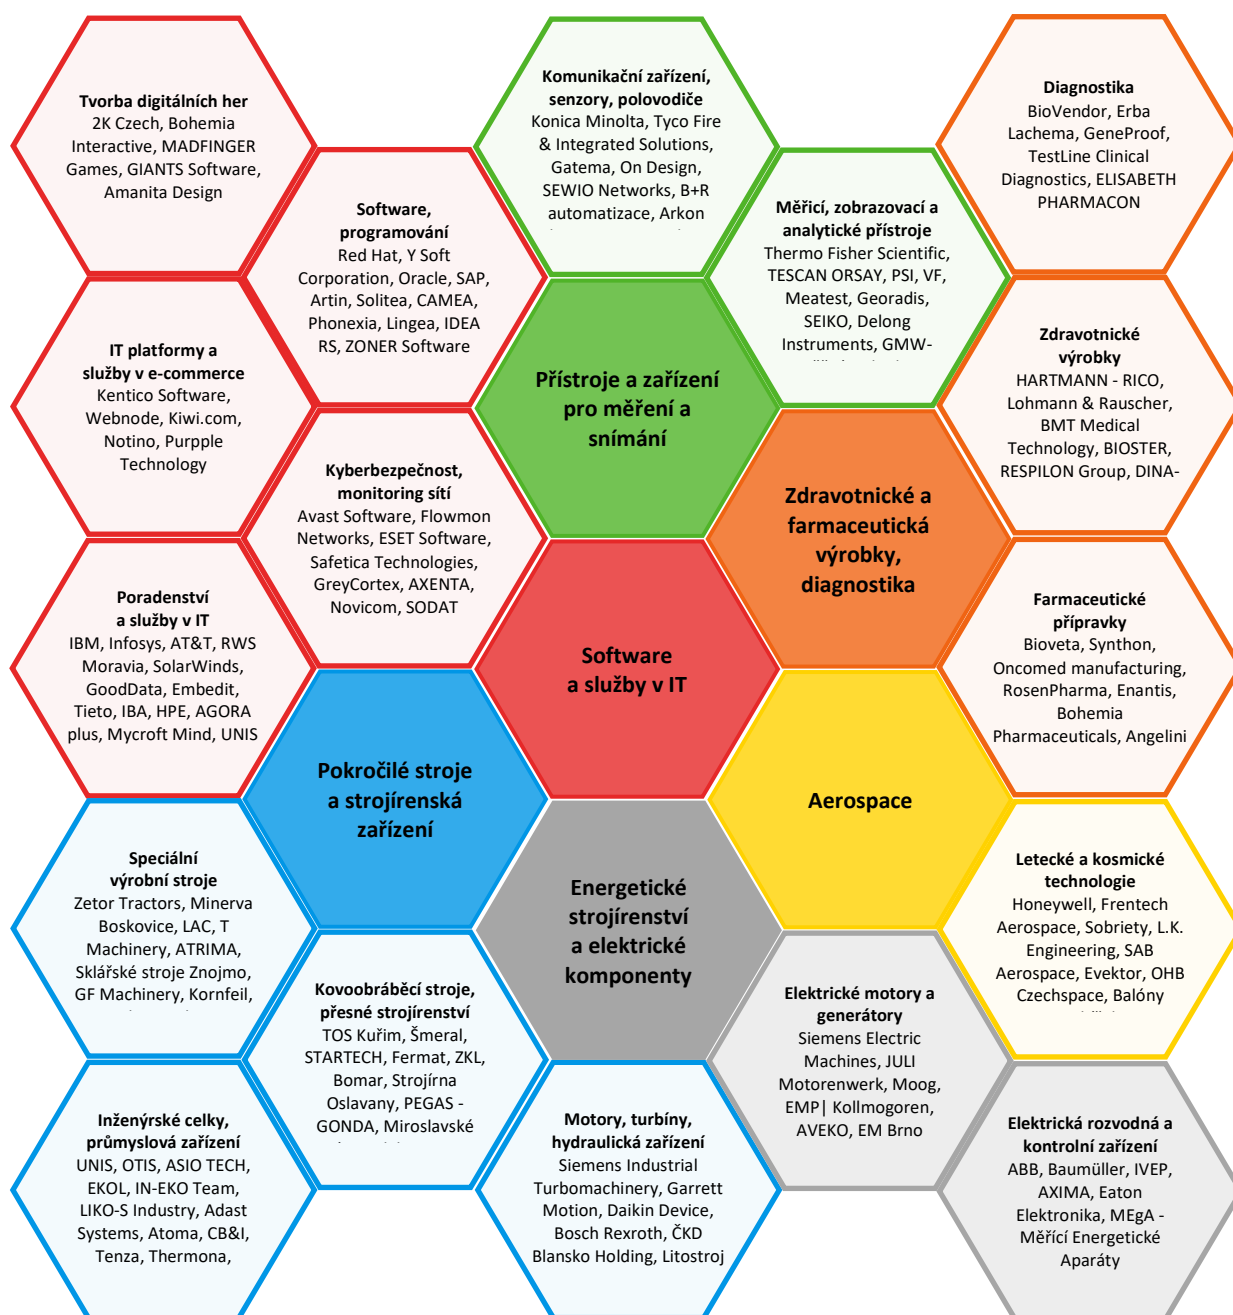 Tvorba digitálních her
2K Czech, Bohemia
Interactive, MADFINGER
Games, GIANTS Software,
Amanita Design
Komunikační zařízení,
senzory, polovodiče
Konica Minolta, Tyco Fire
& Integrated Solutions,
Gatema, On Design,
SEWIO Networks, B+R
automatizace, Arkon
Diagnostika
BioVendor, Erba
Lachema, GeneProof,
TestLine Clinical
Diagnostics, ELISABETH
PHARMACON
Software,
programování
Red Hat, Y Soft
Corporation, Oracle, SAP,
Artin, Solitea, CAMEA,
Phonexia, Lingea, IDEA
RS, ZONER Software
Měřicí, zobrazovací a
analytické přístroje
Thermo Fisher Scientific,
TESCAN ORSAY, PSI, VF,
Meatest, Georadis,
SEIKO, Delong
Instruments, GMW-
IT platformy a
služby v e-commerce
Kentico Software,
Webnode, Kiwi.com,
Notino, Purpple
Technology
Přístroje a zařízení
pro měření a
snímání
Zdravotnické
výrobky
HARTMANN - RICO,
Lohmann & Rauscher,
BMT Medical
Technology, BIOSTER,
RESPILON Group, DINA-
Kyberbezpečnost,
monitoring sítí
Avast Software, Flowmon
Networks, ESET Software,
Safetica Technologies,
GreyCortex, AXENTA,
Novicom, SODAT
Zdravotnické a
farmaceutická
výrobky,
diagnostika
Poradenství
a služby v IT
IBM, Infosys, AT&T, RWS
Moravia, SolarWinds,
GoodData, Embedit,
Tieto, IBA, HPE, AGORA
plus, Mycroft Mind, UNIS
Software
a služby v IT
Farmaceutické
přípravky
Bioveta, Synthon,
Oncomed manufacturing,
RosenPharma, Enantis,
Bohemia
Pharmaceuticals, Angelini
Pokročilé stroje
a strojírenská
zařízení
Aerospace
Speciální
výrobní stroje
Zetor Tractors, Minerva
Boskovice, LAC, T
Machinery, ATRIMA,
Sklářské stroje Znojmo,
GF Machinery, Kornfeil,
Energetické
strojírenství
a elektrické
komponenty
Letecké a kosmické
technologie
Honeywell, Frentech
Aerospace, Sobriety, L.K.
Engineering, SAB
Aerospace, Evektor, OHB
Czechspace, Balóny
Kovoobráběcí stroje,
přesné strojírenství
TOS Kuřim, Šmeral,
STARTECH, Fermat, ZKL,
Bomar, Strojírna
Oslavany, PEGAS -
GONDA, Miroslavské
Elektrické motory a
generátory
Siemens Electric
Machines, JULI
Motorenwerk, Moog,
EMP| Kollmogoren,
AVEKO, EM Brno
Inženýrské celky,
průmyslová zařízení
UNIS, OTIS, ASIO TECH,
EKOL, IN-EKO Team,
LIKO-S Industry, Adast
Systems, Atoma, CB&I,
Tenza, Thermona,
Motory, turbíny,
hydraulická zařízení
Siemens Industrial
Turbomachinery, Garrett
Motion, Daikin Device,
Bosch Rexroth, ČKD
Blansko Holding, Litostroj
Elektrická rozvodná a
kontrolní zařízení
ABB, Baumüller, IVEP,
AXIMA, Eaton
Elektronika, MEgA -
Měřící Energetické
Aparáty